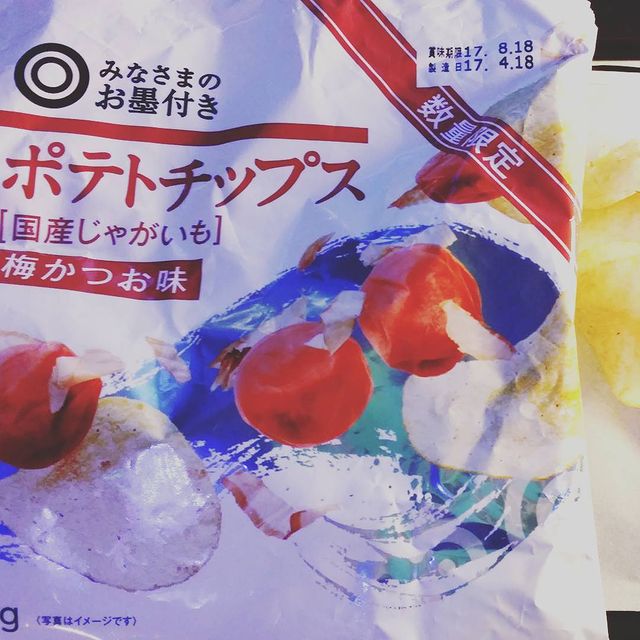 賞味期限17. 8.18
製造日17. 4.18
みなさまの
お墨付き
数量限定
ポテトチップス
[国産じゃがいも]
梅かつお味
g
《写真はイメージです》